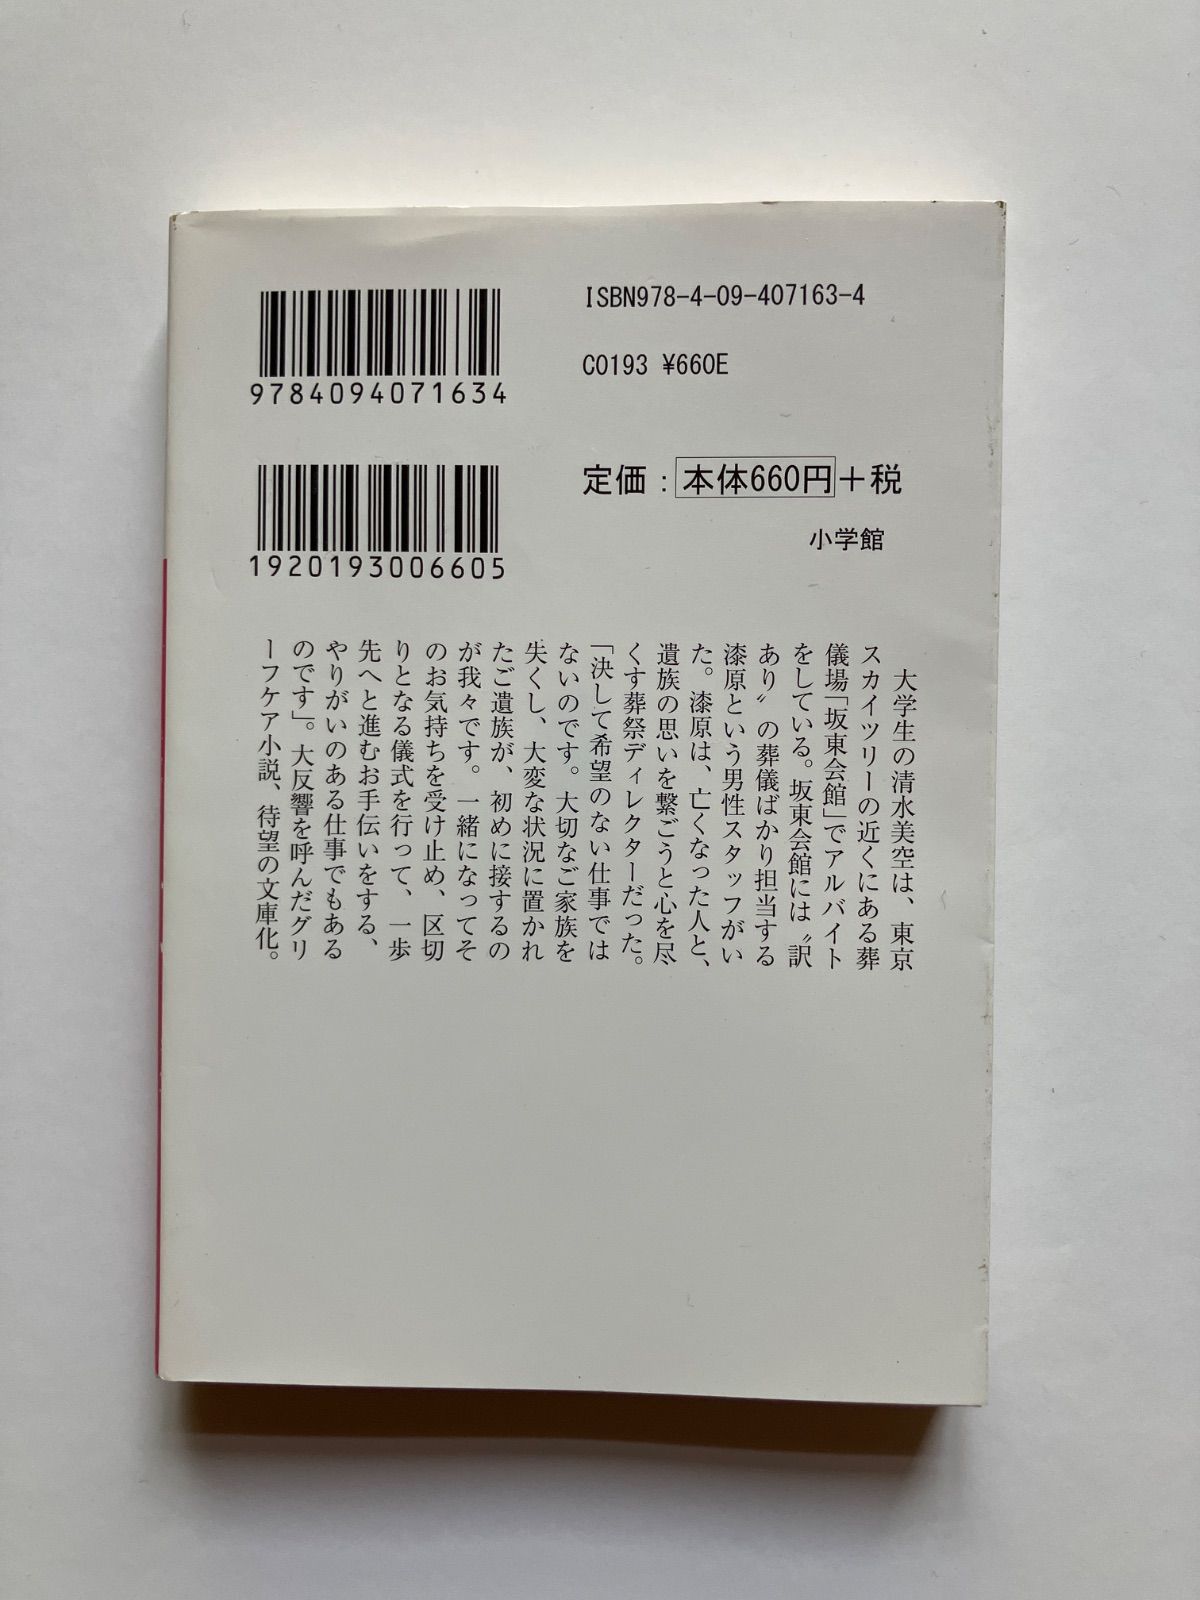 ISBN978-4-09-407163-4
9784094071634
C0193 ¥660E
定価：本体660円＋税
1920193006605
小学館
大学生の清水美空は、東京
スカイツリーの近くにある葬
儀場「坂東会館」でアルバイト
をしている。坂東会館には〝訳
あり〟の葬儀ばかり担当する
漆原という男性スタッフがい
た。漆原は、亡くなった人と、
遺族の思いを繋ごうと心を尽
くす葬祭ディレクターだった。
「決して希望のない仕事では
ないのです。大切なご家族を
失くし、大変な状況に置かれ
たご遺族が、初めに接するの
が我々です。一緒になってそ
のお気持ちを受け止め、区切
りとなる儀式を行って、一歩
先へと進むお手伝いをする、
やりがいのある仕事でもある
のです」。大反響を呼んだグリ
ーフケア小説、待望の文庫化。